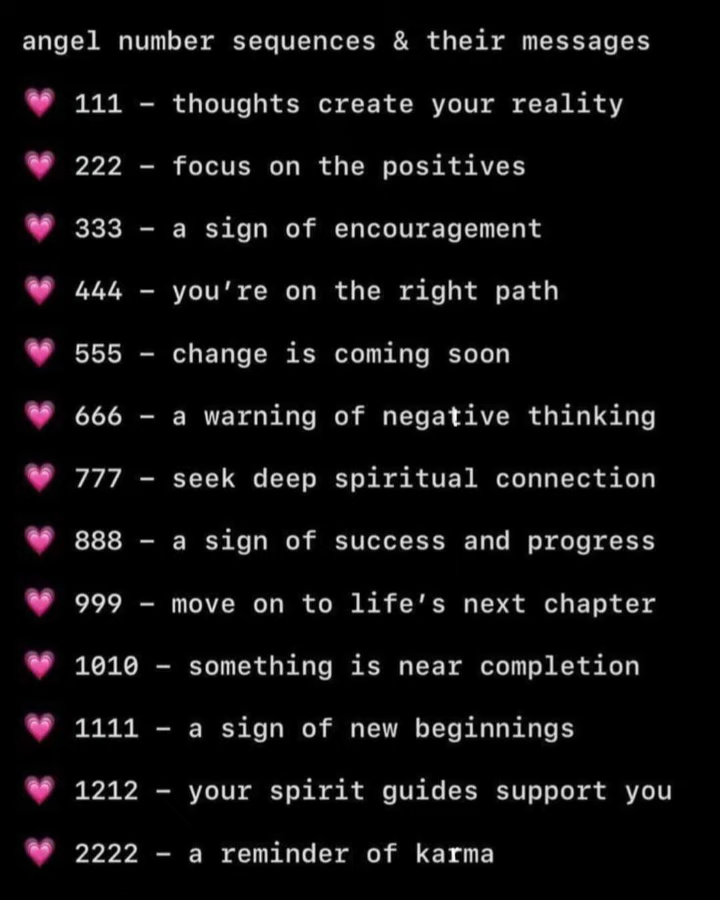 angel number sequences & their messages
💗 111 – thoughts create your reality
💗 222 – focus on the positives
💗 333 – a sign of encouragement
💗 444 – you’re on the right path
💗 555 – change is coming soon
💗 666 – a warning of negative thinking
💗 777 – seek deep spiritual connection
💗 888 – a sign of success and progress
💗 999 – move on to life’s next chapter
💗 1010 – something is near completion
💗 1111 – a sign of new beginnings
💗 1212 – your spirit guides support you
💗 2222 – a reminder of karma